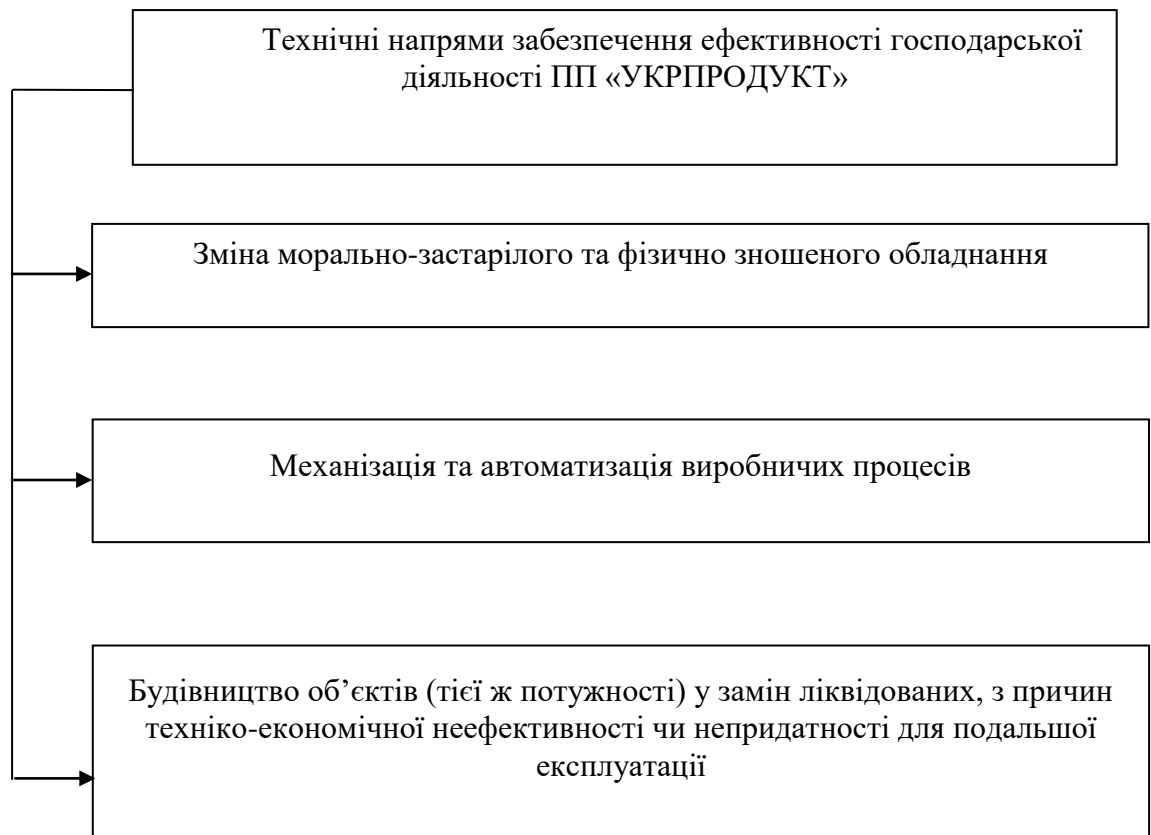 Технічні напрями забезпечення ефективності господарської
діяльності ПП «УКРПРОДУКТ»
Зміна морально-застарілого та фізично зношеного обладнання
Механізація та автоматизація виробничих процесів
Будівництво об’єктів (тієї ж потужності) у замін ліквідованих, з причин
техніко-економічної неефективності чи непридатності для подальшої
експлуатації